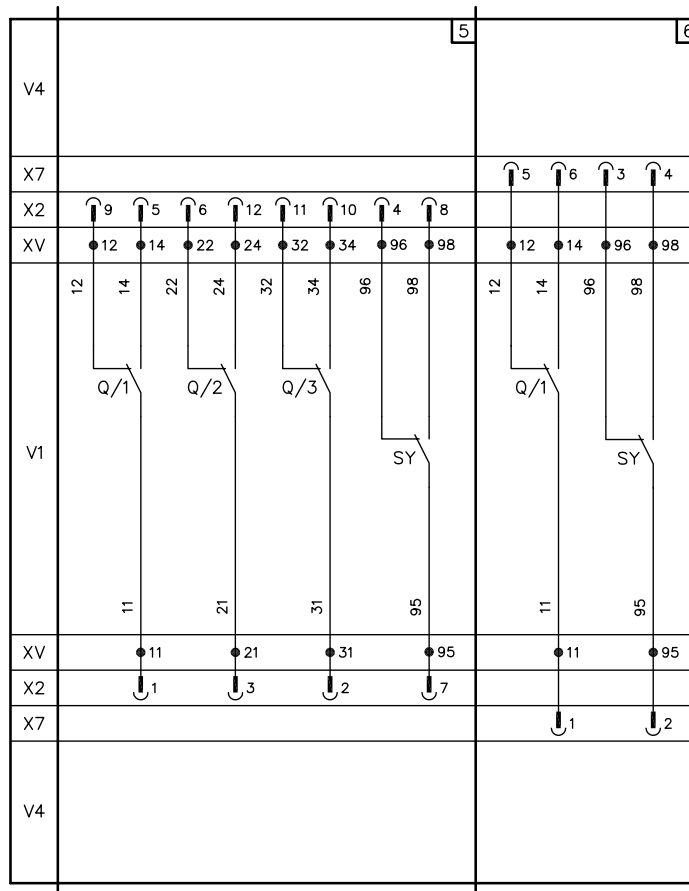 5 6
V4
X7 5 6 3 4
X2 9 5 6 12 11 10 4 8
XV 12 14 22 24 32 34 96 98 12 14 96 98
12 14 22 24 32 34 96 98 12 14 96 98
Q/1 Q/2 Q/3 Q/1
V1 SY SY
11 21 31 95 11 95
XV 11 21 31 95 11 95
X2 1 3 2 7
X7 1 2
V4